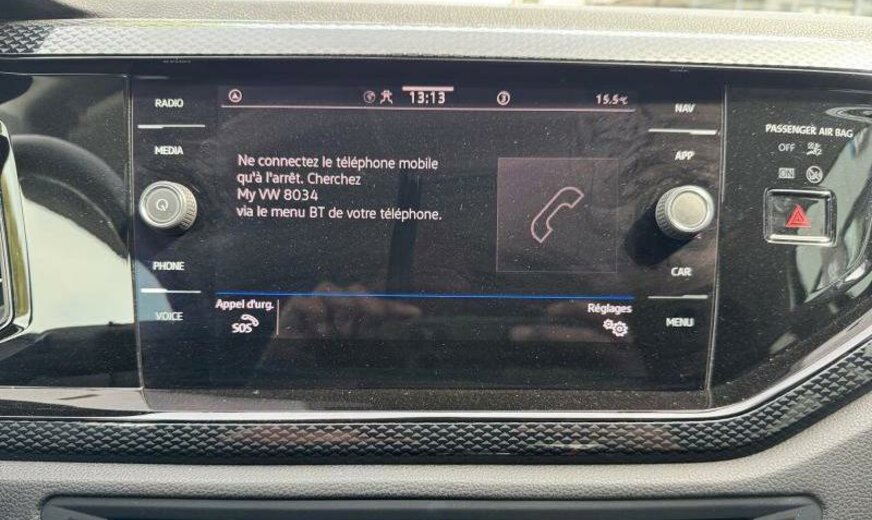 RADIO
MEDIA
PHONE
VOICE
13:13
15.5°C
Ne connectez le téléphone mobile
qu'à l'arrêt. Cherchez
My VW 8034
via le menu BT de votre téléphone.
Appel d'urg.
SOS
Réglages
NAV
APP
CAR
MENU
PASSENGER AIR BAG
OFF
ON